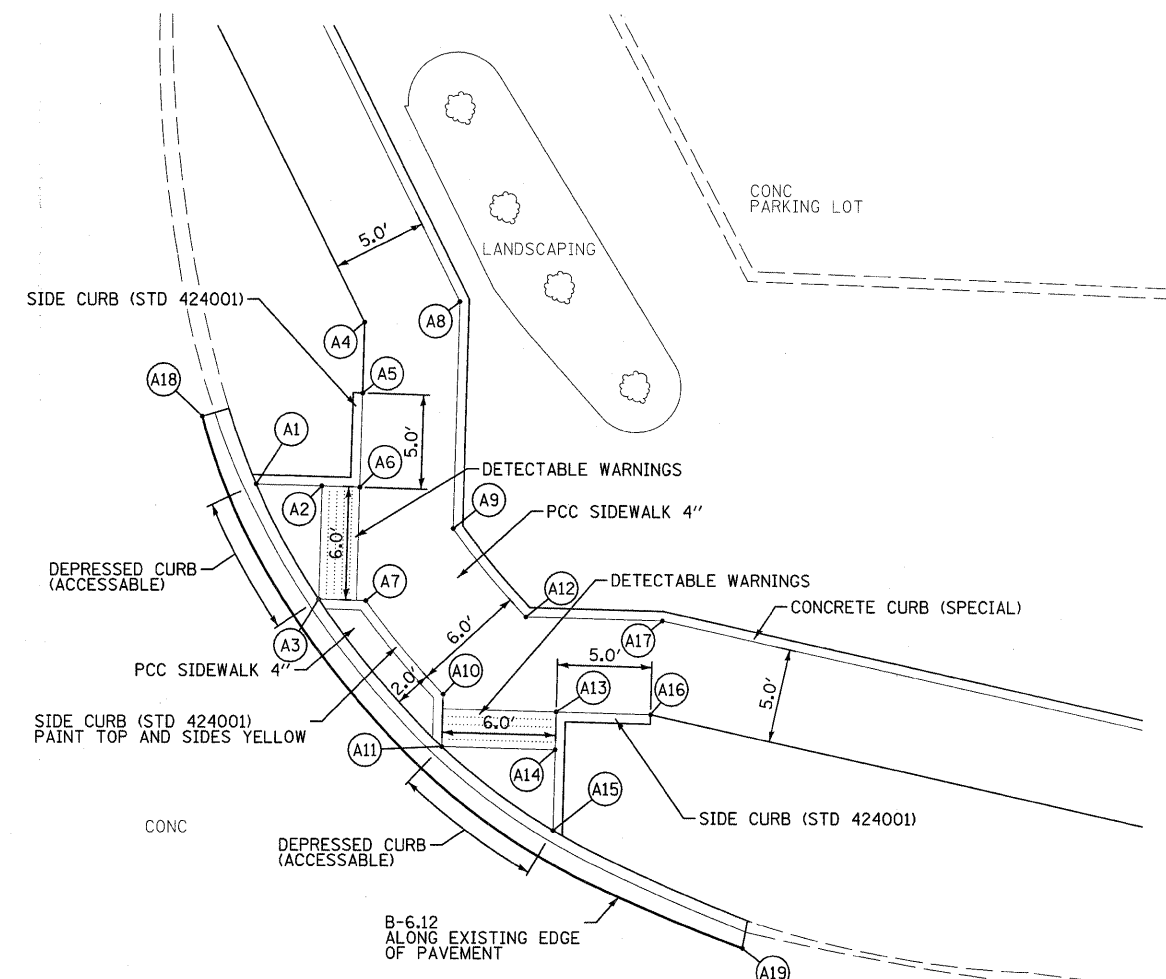 CONC
PARKING LOT
5.0'
LANDSCAPING
SIDE CURB (STD 424001)
A8
A4
A18
A5
A1
5.0'
A6
DETECTABLE WARNINGS
A2
A9
PCC SIDEWALK 4"
6.0'
DEPRESSED CURB
(ACCESSABLE)
A7
DETECTABLE WARNINGS
A12
CONCRETE CURB (SPECIAL)
A3
6.0'
A17
PCC SIDEWALK 4"
5.0'
A13
A16
2.0'
A10
5.0'
SIDE CURB (STD 424001)
PAINT TOP AND SIDES YELLOW
6.0'
A11
A14
A15
SIDE CURB (STD 424001)
CONC
DEPRESSED CURB
(ACCESSABLE)
B-6.12
ALONG EXISTING EDGE
OF PAVEMENT
A19